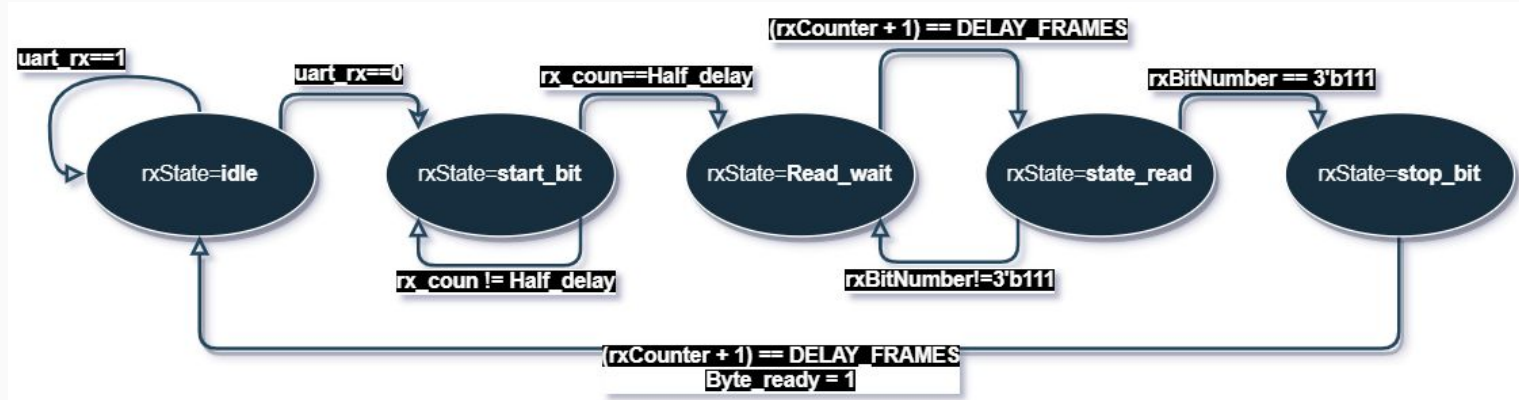 (rxCounter + 1) == DELAY_FRAMES
uart_rx==1
uart_rx==0
rx_coun==Half_delay
rxBitNumber == 3'b111
rxState=idle
rxState=start_bit
rxState=Read_wait
rxState=state_read
rxState=stop_bit
rx_coun != Half_delay
rxBitNumber!=3'b111
(rxCounter + 1) == DELAY_FRAMES
Byte_ready = 1